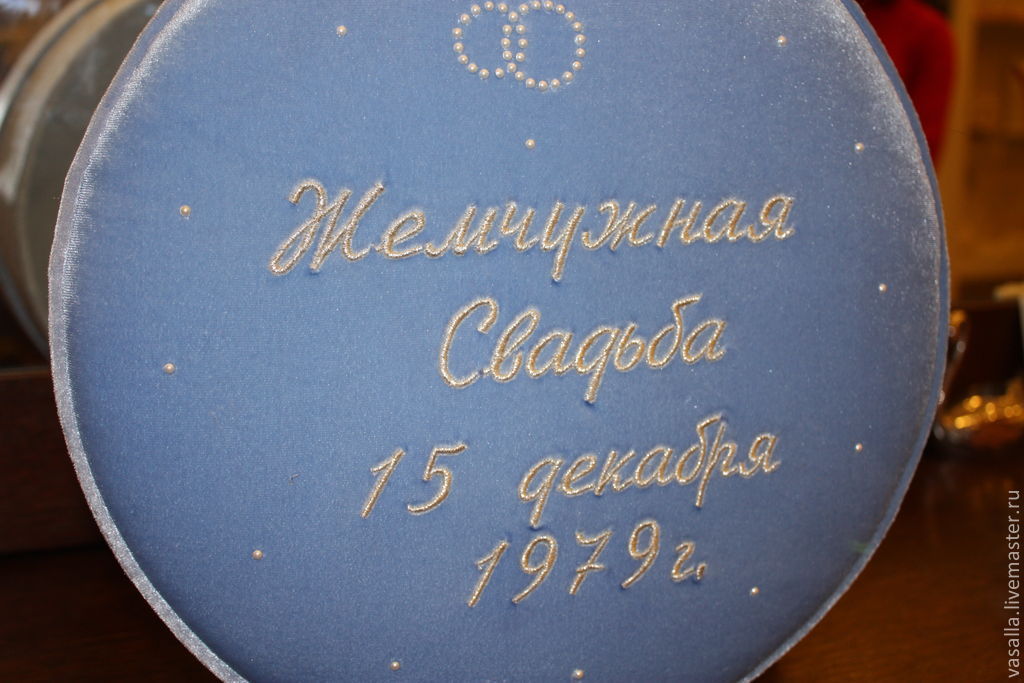 Жемчужная
Свадьба
15 декабря
1979г.
vasalla.livemaster.ru